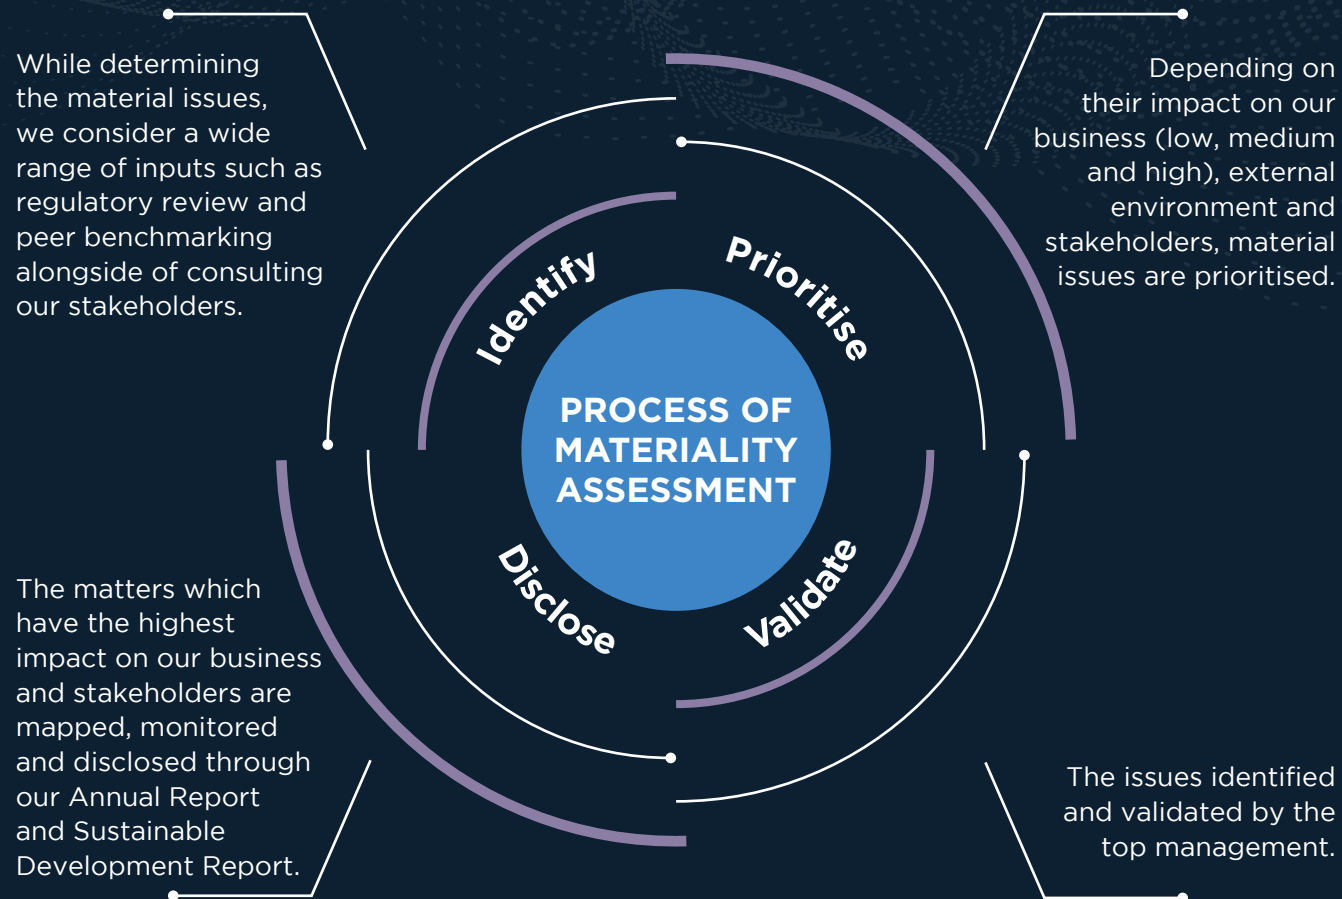 While determining
the material issues,
we consider a wide
range of inputs such as
regulatory review and
peer benchmarking
alongside of consulting
our stakeholders.
Depending on
their impact on our
business (low, medium
and high), external
environment and
stakeholders, material
issues are prioritised.
Identify
Prioritise
PROCESS OF
MATERIALITY
ASSESSMENT
Disclose
Validate
The matters which
have the highest
impact on our business
and stakeholders are
mapped, monitored
and disclosed through
our Annual Report
and Sustainable
Development Report.
The issues identified
and validated by the
top management.